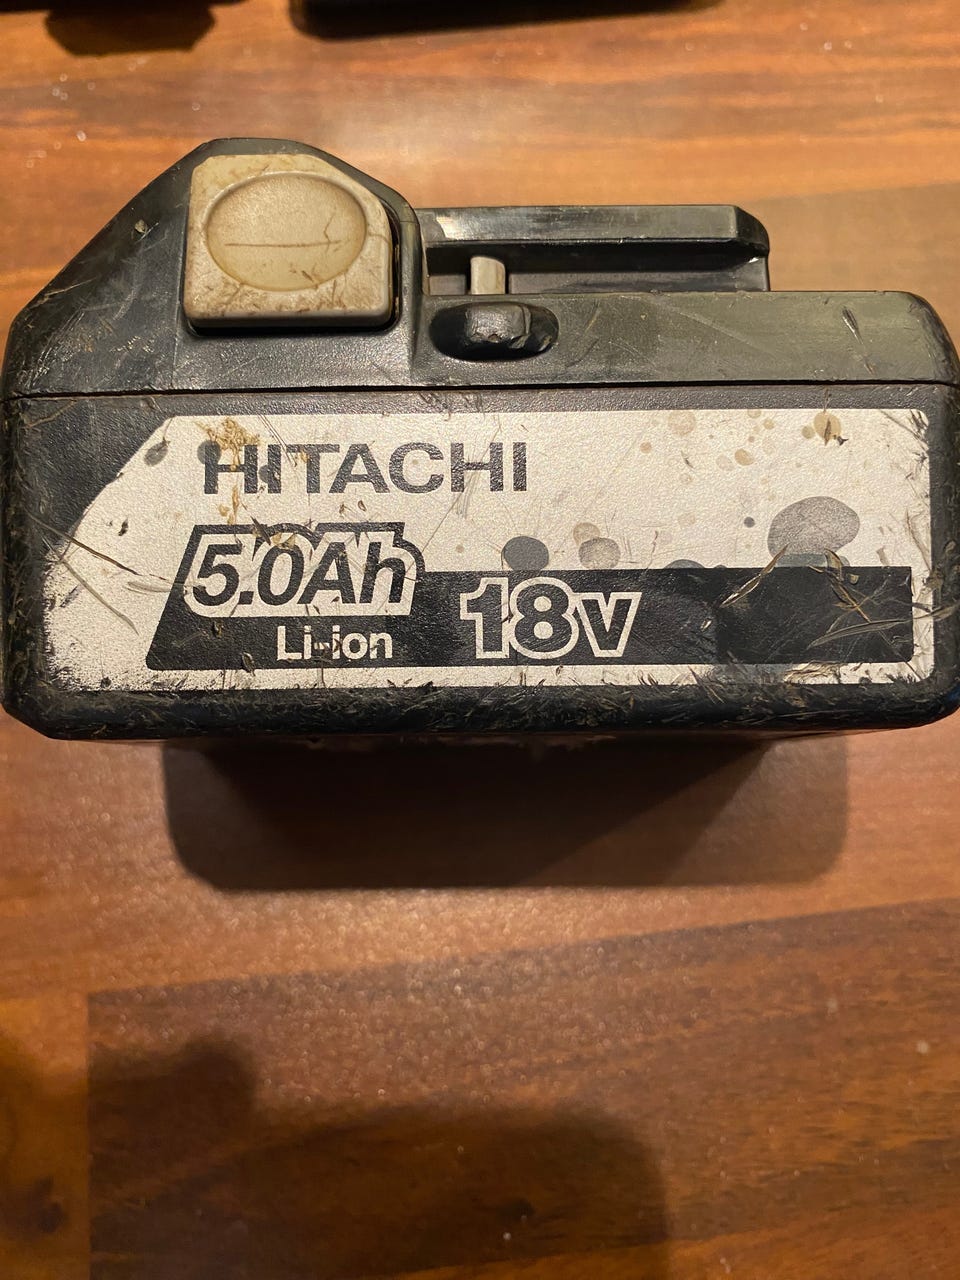 HITACHI
5.0Ah
Li-ion
18V